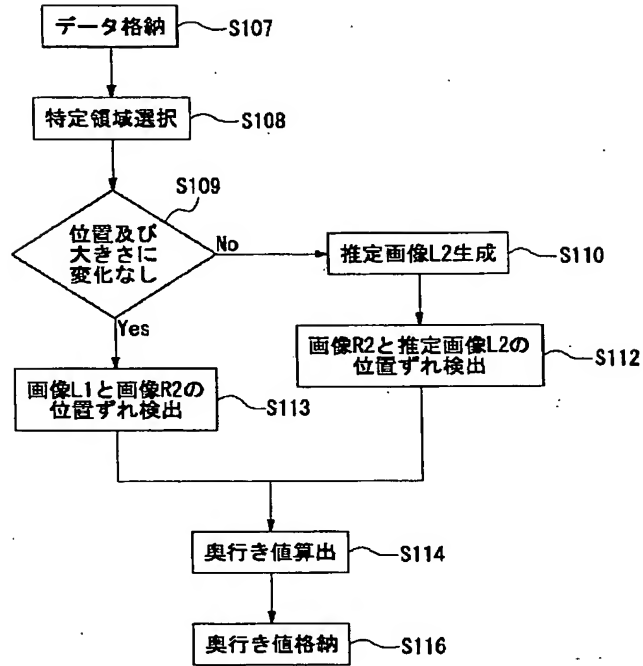 データ格納
S107
特定領域選択
S108
S109
位置及び
大きさに
変化なし
No
Yes
推定画像L2生成
S110
画像R2と推定画像L2の
位置ずれ検出
S112
画像L1と画像R2の
位置ずれ検出
S113
奥行き値算出
S114
奥行き値格納
S116